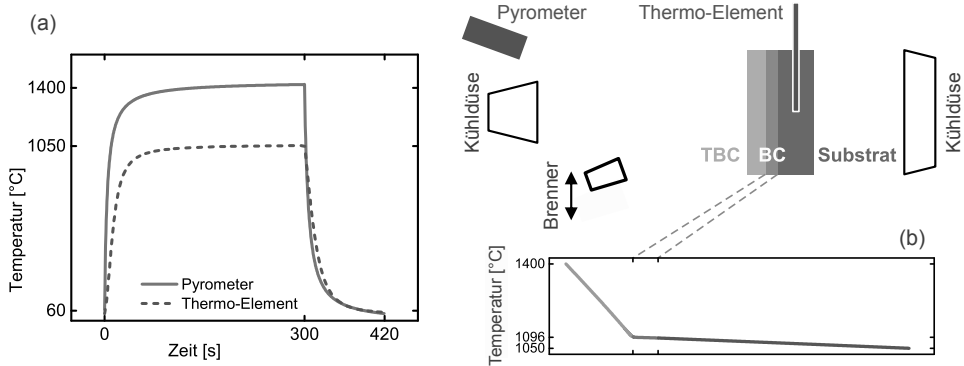 (a)
Temperatur [°C]
1400
1050
60
Pyrometer
Thermo-Element
0
300
420
Zeit [s]
Pyrometer
Thermo-Element
Kühldüse
Kühldüse
TBC
BC
Substrat
Brenner
(b)
Temperatur [°C]
1400
1096
1050